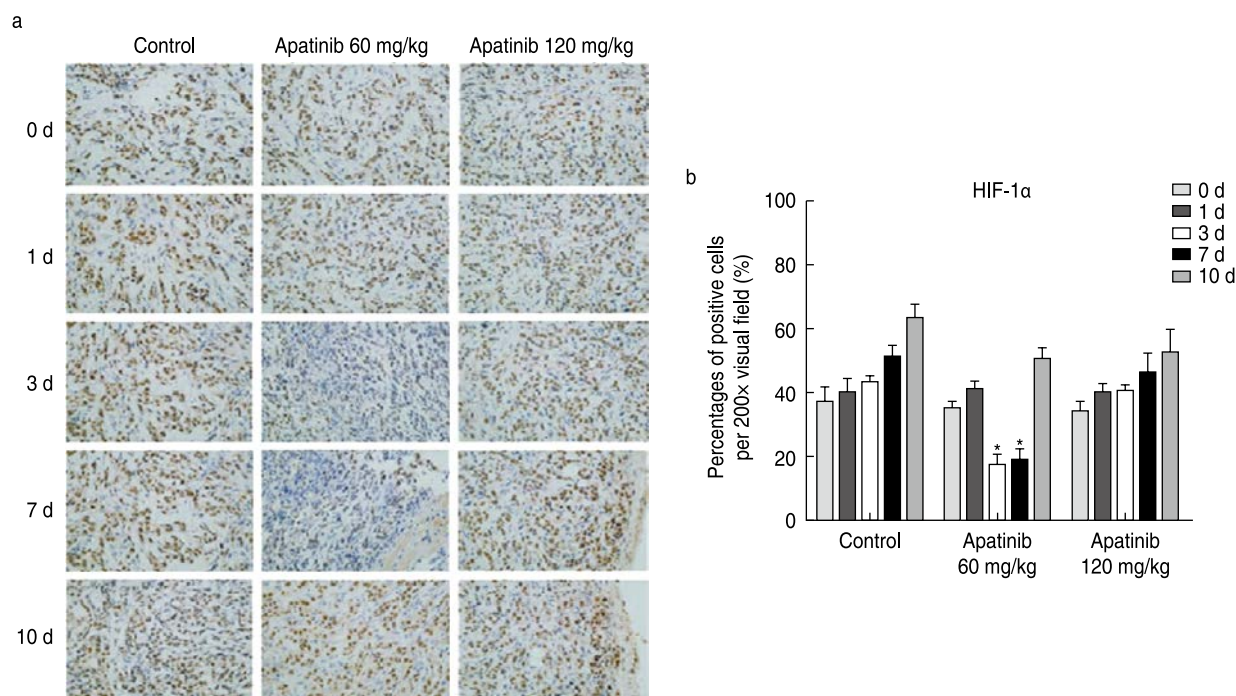 a
Control Apatinib 60 mg/kg Apatinib 120 mg/kg
0 d
1 d
3 d
7 d
10 d
b
HIF-1α
0 d
1 d
3 d
7 d
10 d
Percentages of positive cells
per 200× visual field (%)
100
80
60
40
20
0
* *
Control
Apatinib
60 mg/kg
Apatinib
120 mg/kg